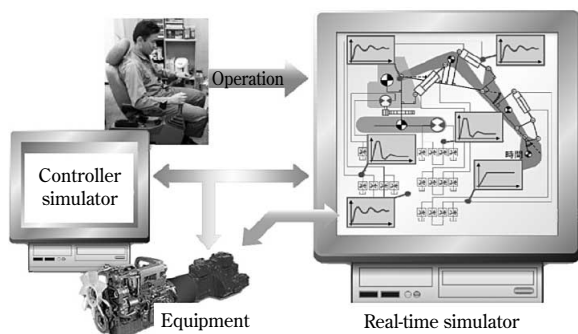 Operation
Controller
simulator
時間
Equipment
Real-time simulator